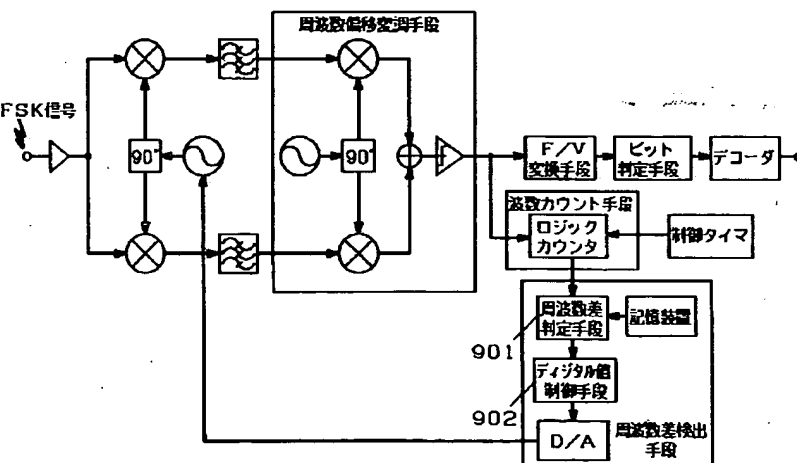 周波数偏移変調手段
FSK信号
90°
90°
F/V
変換手段
ビット
判定手段
デコーダ
波数カウント手段
ロジック
カウンタ
制御タイマ
周波数差
判定手段
記憶装置
901
ディジタル値
制御手段
902
D/A
周波数差検出
手段